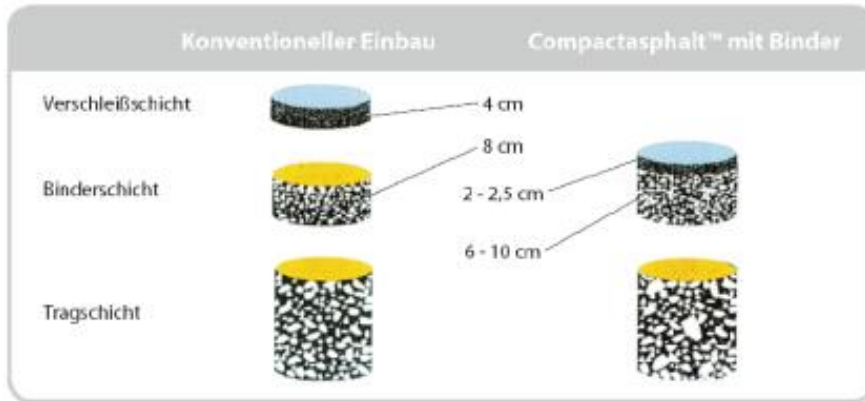 Konventioneller Einbau
Compactasphalt™ mit Binder
Verschleißschicht
4 cm
8 cm
Binderschicht
2 - 2,5 cm
6 - 10 cm
Tragschicht